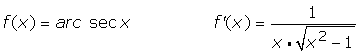 f(x) = arc sec x    f'(x) = 1 / (x • √(x² − 1))